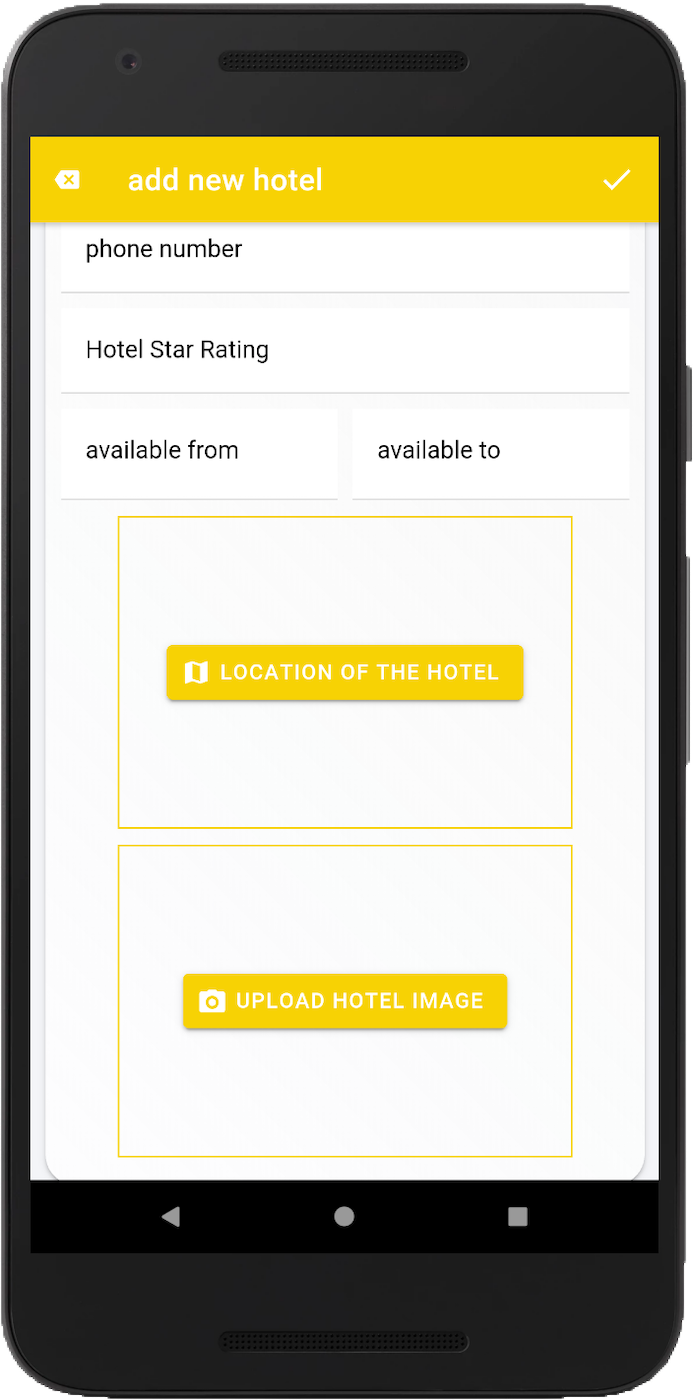 add new hotel
phone number
Hotel Star Rating
available from
available to
LOCATION OF THE HOTEL
UPLOAD HOTEL IMAGE